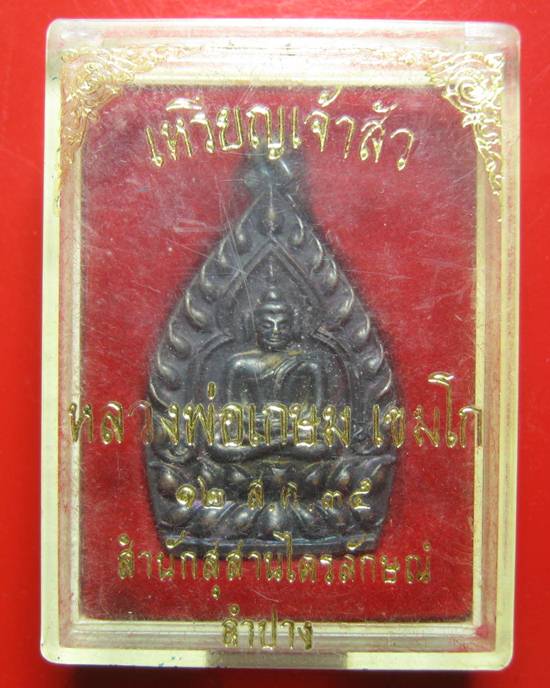 เหรียญเจ้าสัว
หลวงพ่อเกษม เขมโก
๑๒ ส.ค. ๓๕
สำนักสุสานไตรลักษณ์
ลำปาง